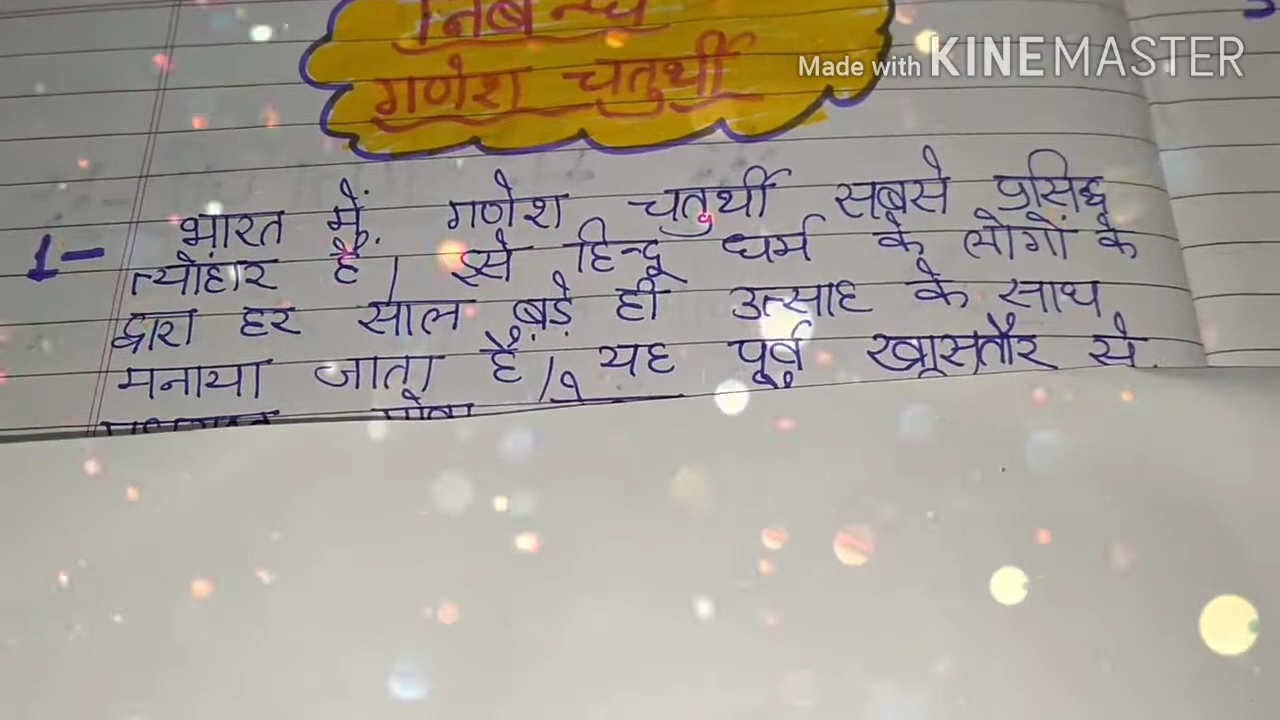 निबन्ध
Made with KINEMASTER
गणेश चतुर्थी
भारत में गणेश चतुर्थी सबसे प्रसिद्ध
1- त्योंहार है। इसे हिन्दू धर्म के लोगों के
द्वारा हर साल बड़े ही उत्साह के साथ
मनाया जाता है। यह पूर्व खासतौर से